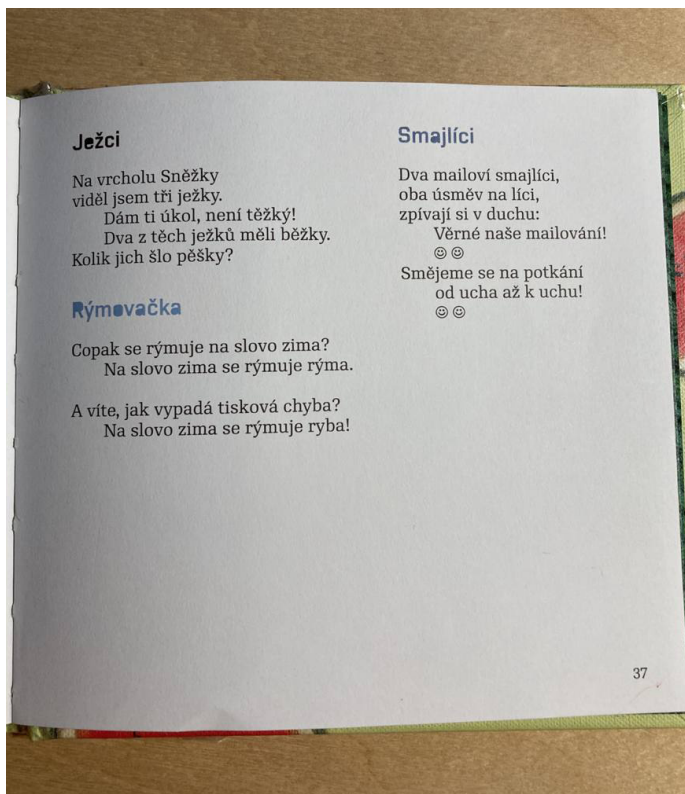 Ježci
Na vrcholu Sněžky
viděl jsem tři ježky.
Dám ti úkol, není těžký!
Dva z těch ježků měli běžky.
Kolik jich šlo pěšky?
Rýmovačka
Copak se rýmuje na slovo zima?
Na slovo zima se rýmuje rýma.
A víte, jak vypadá tisková chyba?
Na slovo zima se rýmuje ryba!
Smajlíci
Dva mailoví smajlíci,
oba úsměv na líci,
zpívají si v duchu:
Věrné naše mailování!
☺ ☺
Smějeme se na potkání
od ucha až k uchu!
☺ ☺
37